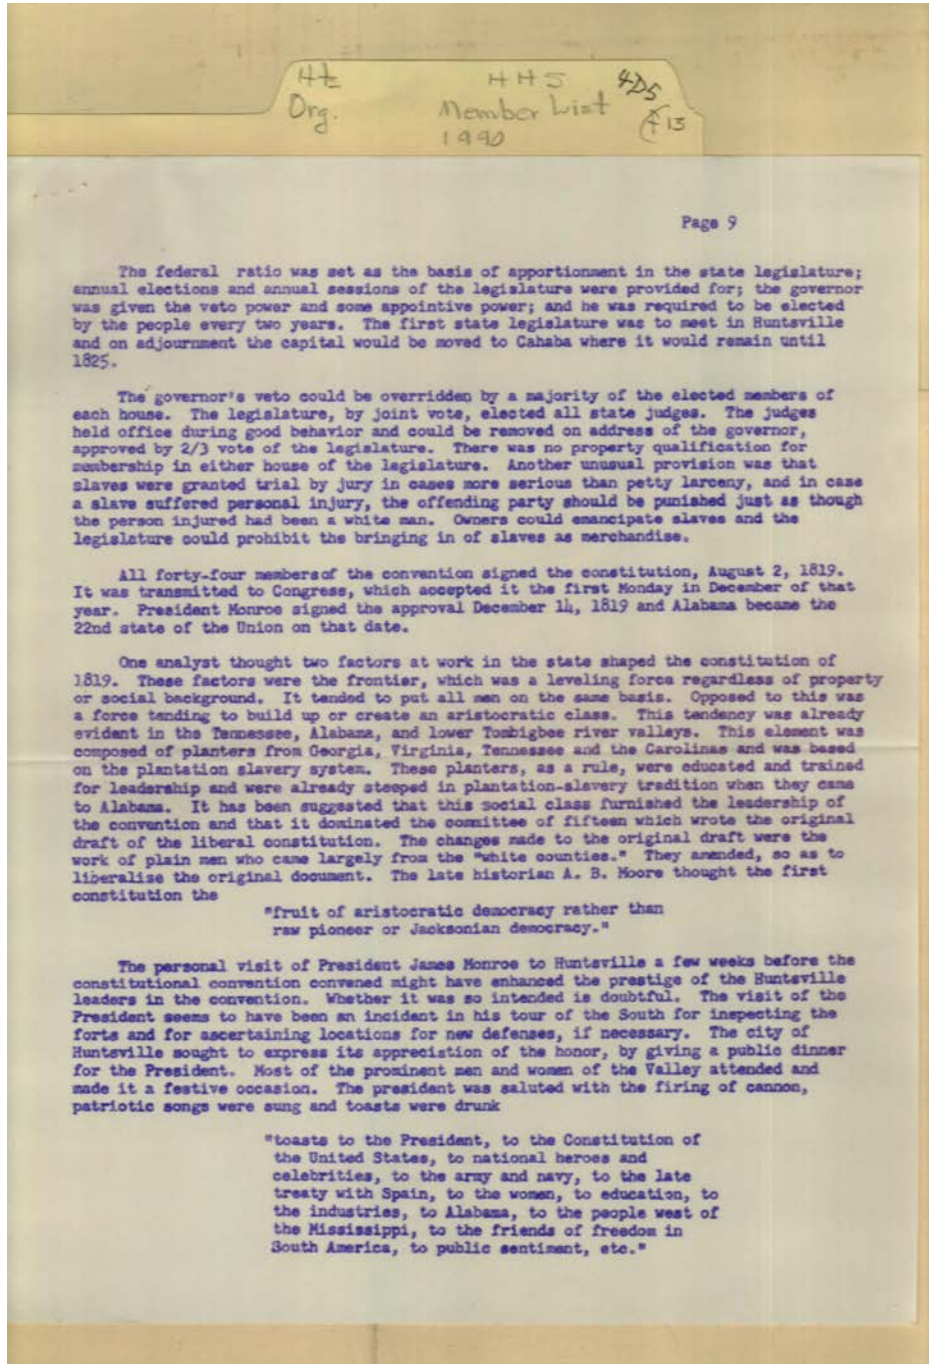 Hts HHS 4D5
Org. Member List F13
1990
Page 9
The federal ratio was set as the basis of apportionment in the state legislature;
annual elections and annual sessions of the legislature were provided for; the governor
was given the veto power and some appointive power; and he was required to be elected
by the people every two years. The first state legislature was to meet in Huntsville
and on adjournment the capital would be moved to Cahaba where it would remain until
1825.
The governor's veto could be overridden by a majority of the elected members of
each house. The legislature, by joint vote, elected all state judges. The judges
held office during good behavior and could be removed on address of the governor,
approved by 2/3 vote of the legislature. There was no property qualification for
membership in either house of the legislature. Another unusual provision was that
slaves were granted trial by jury in cases more serious than petty larceny, and in case
a slave suffered personal injury, the offending party should be punished just as though
the person injured had been a white man. Owners could emancipate slaves and the
legislature could prohibit the bringing in of slaves as merchandise.
All forty-four members of the convention signed the constitution, August 2, 1819.
It was transmitted to Congress, which accepted it the first Monday in December of that
year. President Monroe signed the approval December 14, 1819 and Alabama became the
22nd state of the Union on that date.
One analyst thought two factors at work in the state shaped the constitution of
1819. These factors were the frontier, which was a leveling force regardless of property
or social background. It tended to put all men on the same basis. Opposed to this was
a force tending to build up or create an aristocratic class. This tendency was already
evident in the Tennessee, Alabama, and lower Tombigbee river valleys. This element was
composed of planters from Georgia, Virginia, Tennessee and the Carolinas and was based
on the plantation slavery system. These planters, as a rule, were educated and trained
for leadership and were already steeped in plantation-slavery tradition when they came
to Alabama. It has been suggested that this social class furnished the leadership of
the convention and that it dominated the committee of fifteen which wrote the original
draft of the liberal constitution. The changes made to the original draft were the
work of plain men who came largely from the "white counties." They amended, so as to
liberalise the original document. The late historian A. B. Moore thought the first
constitution the
"fruit of aristocratic democracy rather than
raw pioneer or Jacksonian democracy."
The personal visit of President James Monroe to Huntsville a few weeks before the
constitutional convention convened might have enhanced the prestige of the Huntsville
leaders in the convention. Whether it was so intended is doubtful. The visit of the
President seems to have been an incident in his tour of the South for inspecting the
forts and for ascertaining locations for new defenses, if necessary. The city of
Huntsville sought to express its appreciation of the honor, by giving a public dinner
for the President. Most of the prominent men and women of the Valley attended and
made it a festive occasion. The president was saluted with the firing of cannon,
patriotic songs were sung and toasts were drunk
"toasts to the President, to the Constitution of
the United States, to national heroes and
celebrities, to the army and navy, to the late
treaty with Spain, to the women, to education, to
the industries, to Alabama, to the people west of
the Mississippi, to the friends of freedom in
South America, to public sentiment, etc."